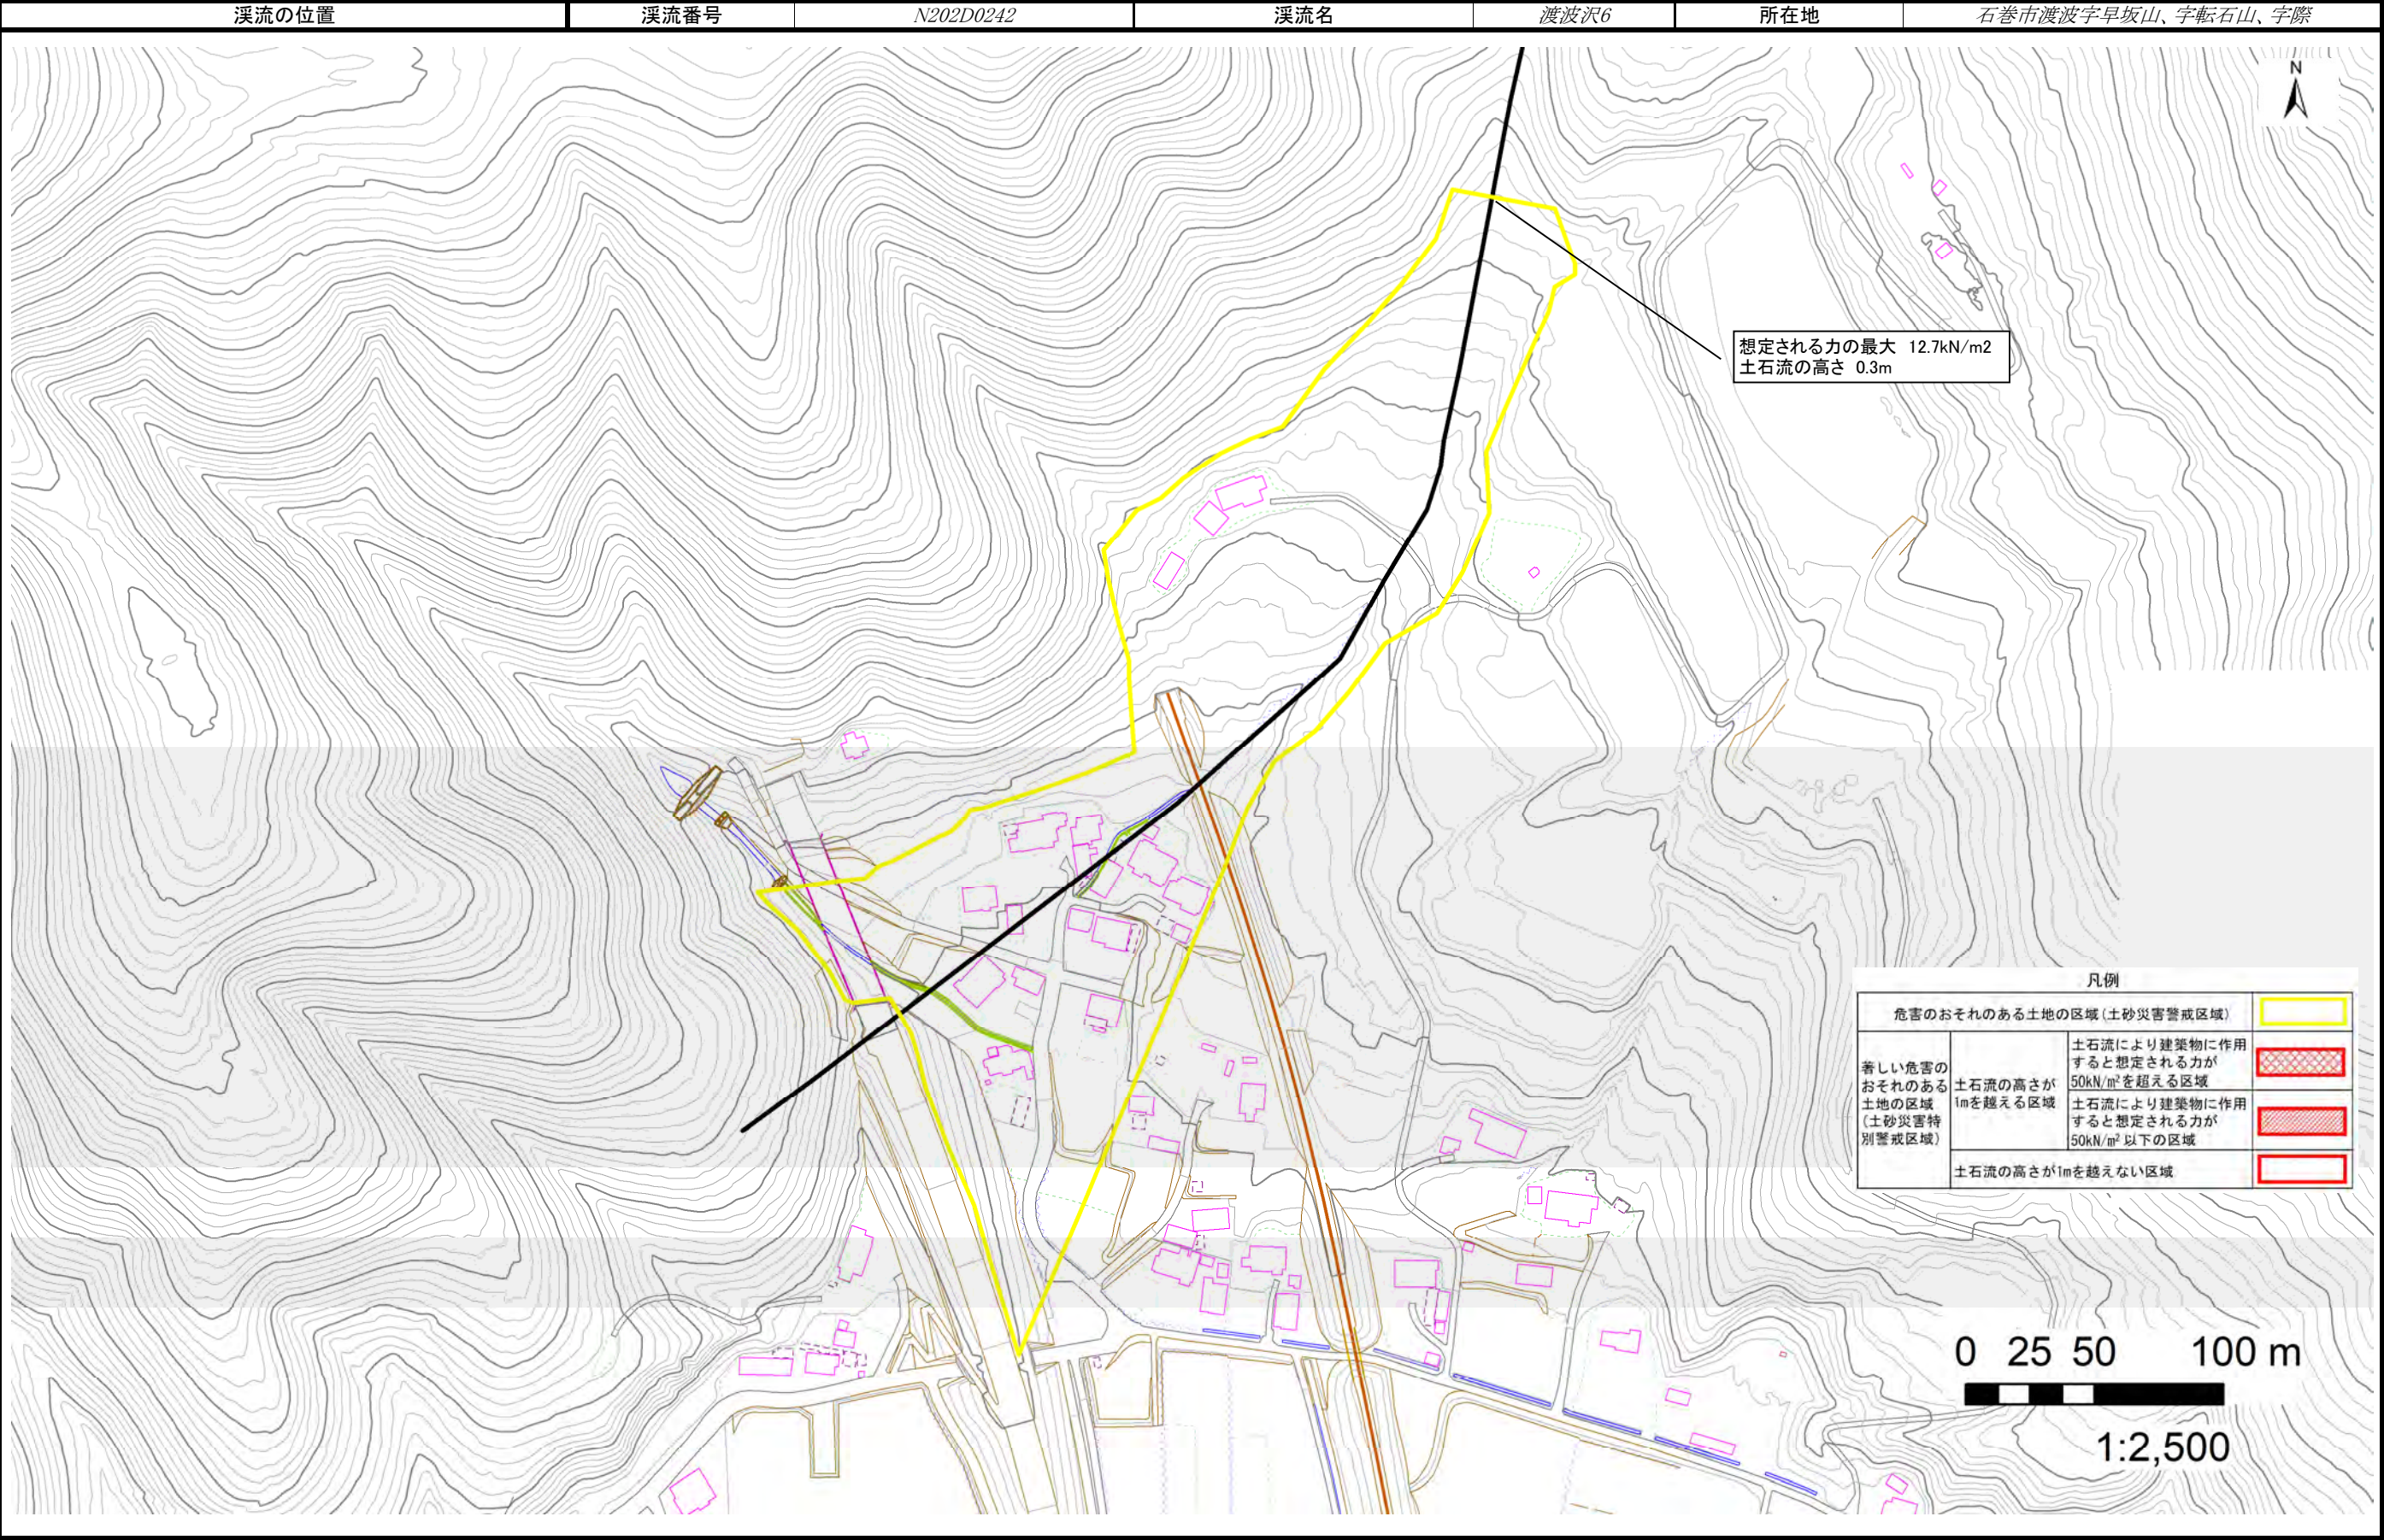 渓流の位置 渓流番号 N202D0242 渓流名 渡波沢6 所在地 石巻市渡波字早坂山、字転石山、字際
N
想定される力の最大 12.7kN/m2
土石流の高さ 0.3m
凡例
危害のおそれのある土地の区域(土砂災害警戒区域)
著しい危害の
おそれのある
土地の区域
(土砂災害特
別警戒区域)
土石流の高さが
1mを越える区域
土石流により建築物に作用
すると想定される力が
50kN/㎡を超える区域
土石流により建築物に作用
すると想定される力が
50kN/㎡以下の区域
土石流の高さが1mを越えない区域
0 25 50 100 m
1:2,500